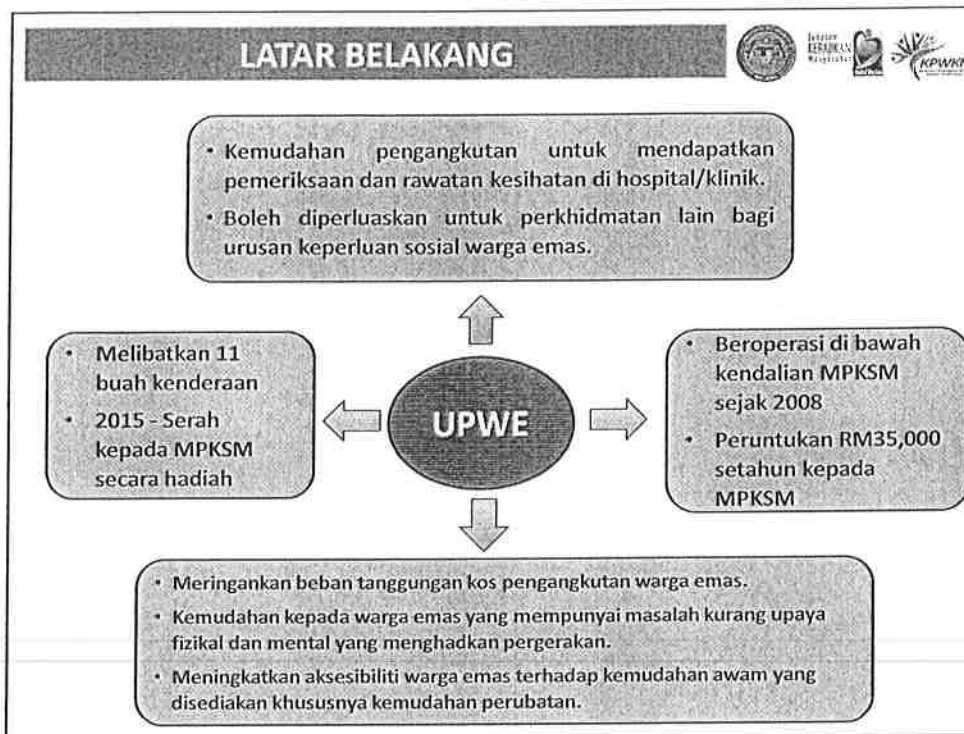 LATAR BELAKANG
Jabatan
KEBAJIKAN
Masyarakat
KPWKM
• Kemudahan pengangkutan untuk mendapatkan
pemeriksaan dan rawatan kesihatan di hospital/klinik.
• Boleh diperluaskan untuk perkhidmatan lain bagi
urusan keperluan sosial warga emas.
• Melibatkan 11
buah kenderaan
• 2015 - Serah
kepada MPKSM
secara hadiah
UPWE
• Beroperasi di bawah
kendalian MPKSM
sejak 2008
• Peruntukan RM35,000
setahun kepada
MPKSM
• Meringankan beban tanggungan kos pengangkutan warga emas.
• Kemudahan kepada warga emas yang mempunyai masalah kurang upaya
fizikal dan mental yang menghadkan pergerakan.
• Meningkatkan aksesibiliti warga emas terhadap kemudahan awam yang
disediakan khususnya kemudahan perubatan.